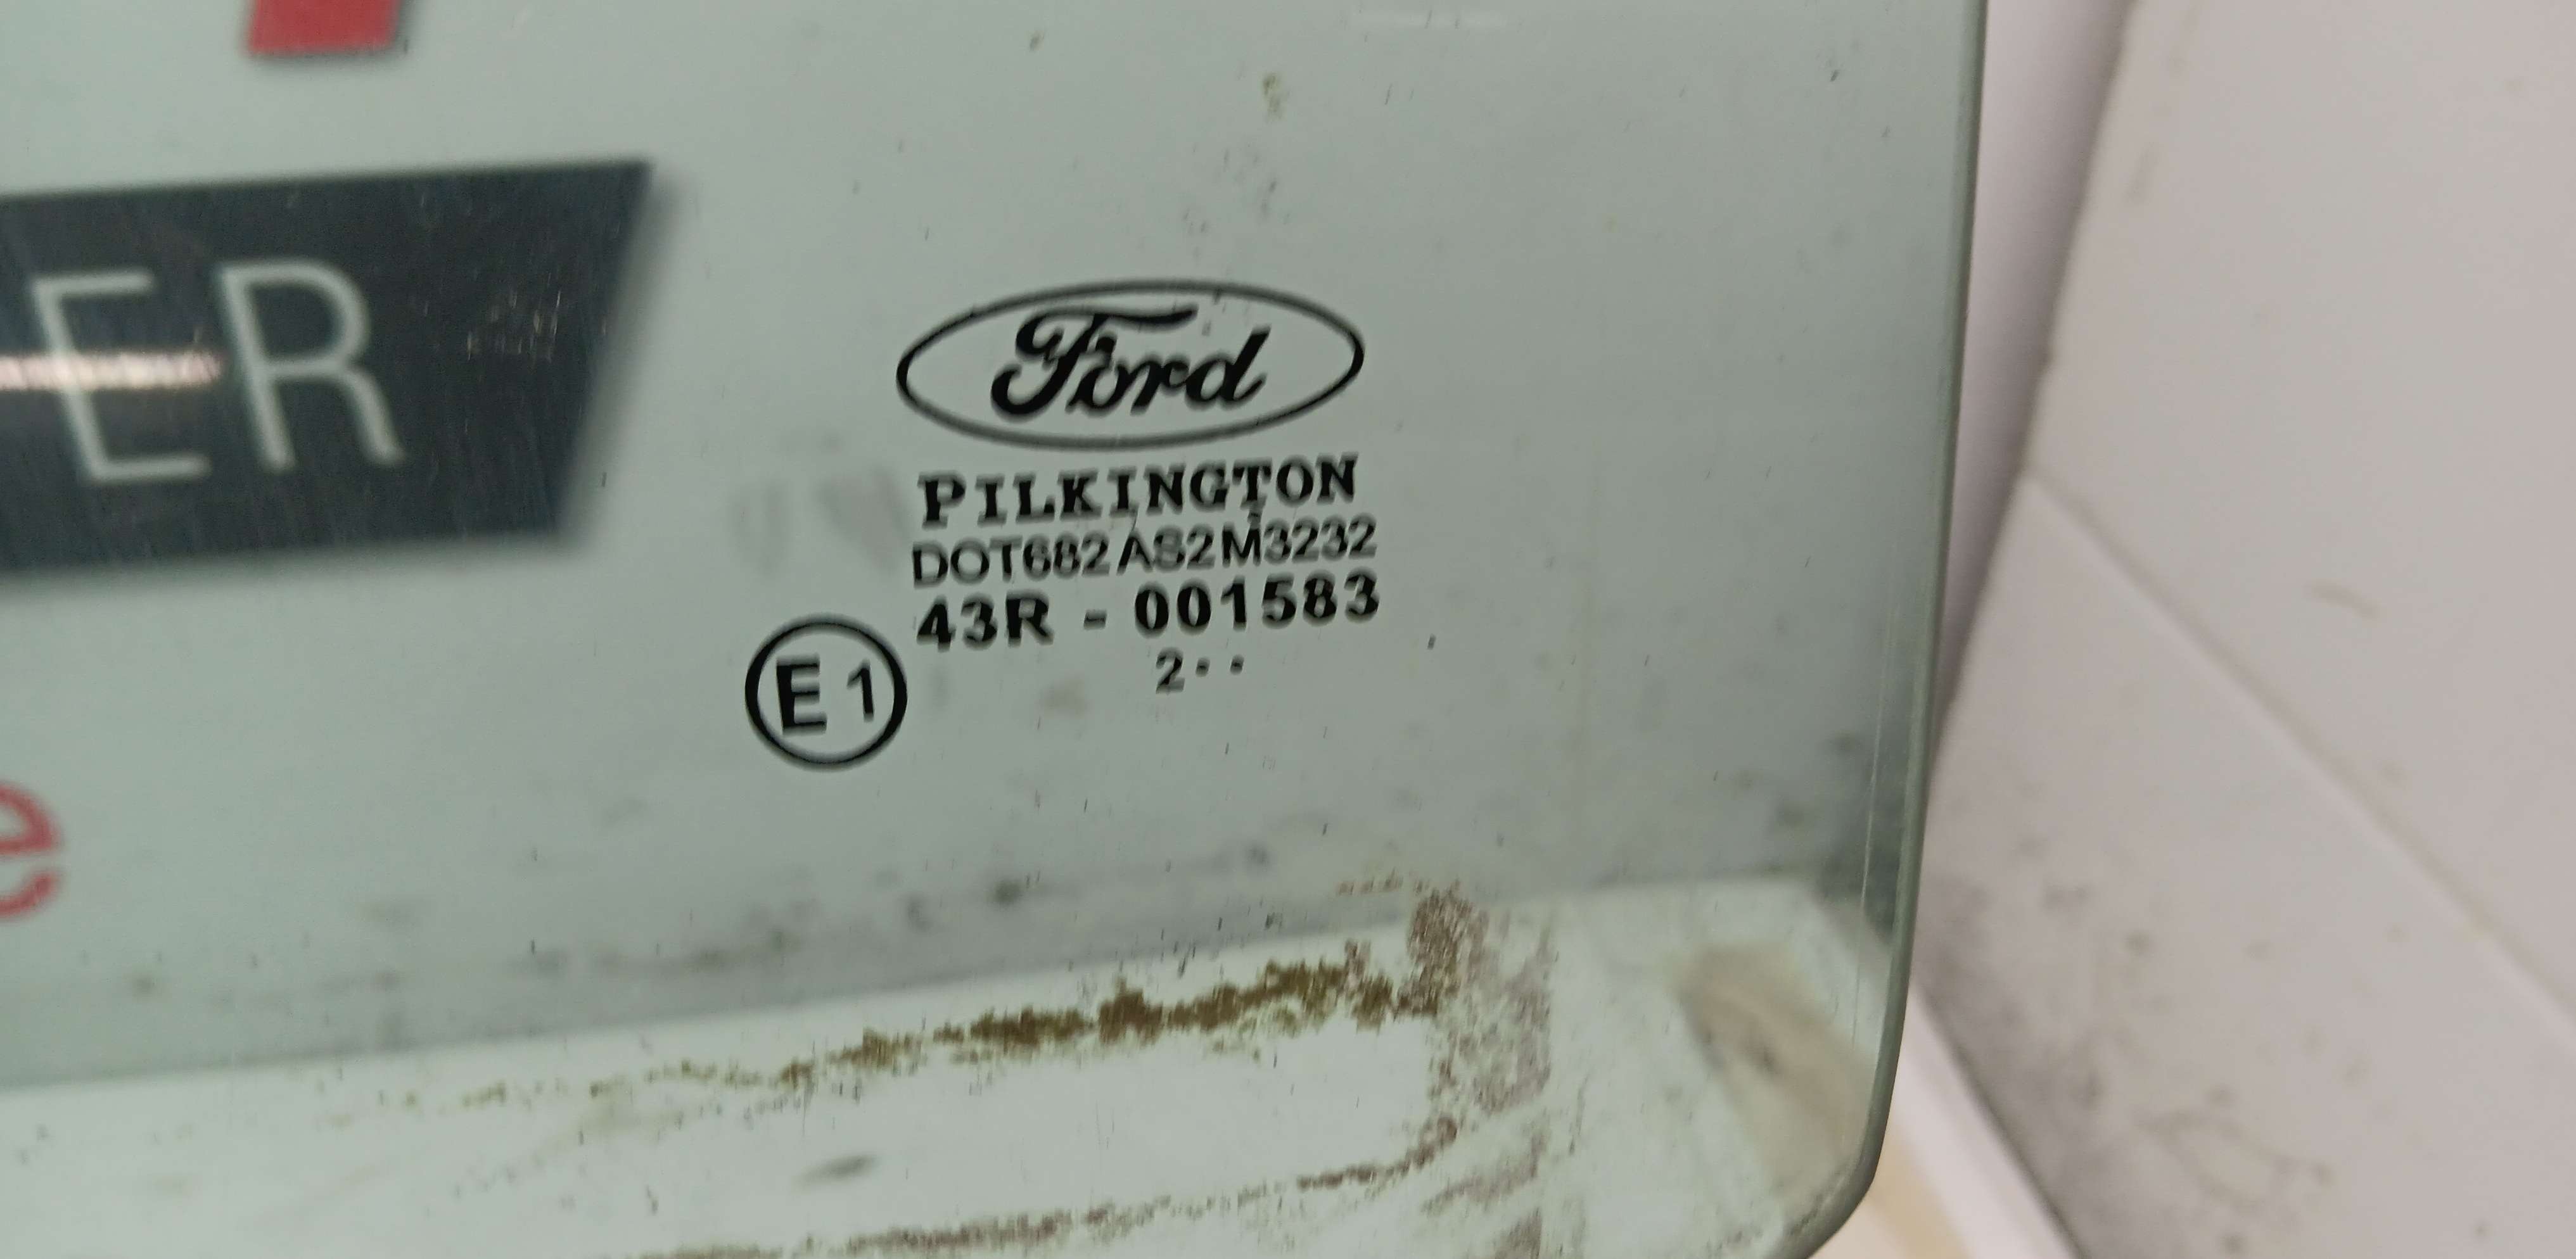 ER
Ford
PILKINGTON
DOT682 AS2 M3232
43R - 001583
E1
2··
e